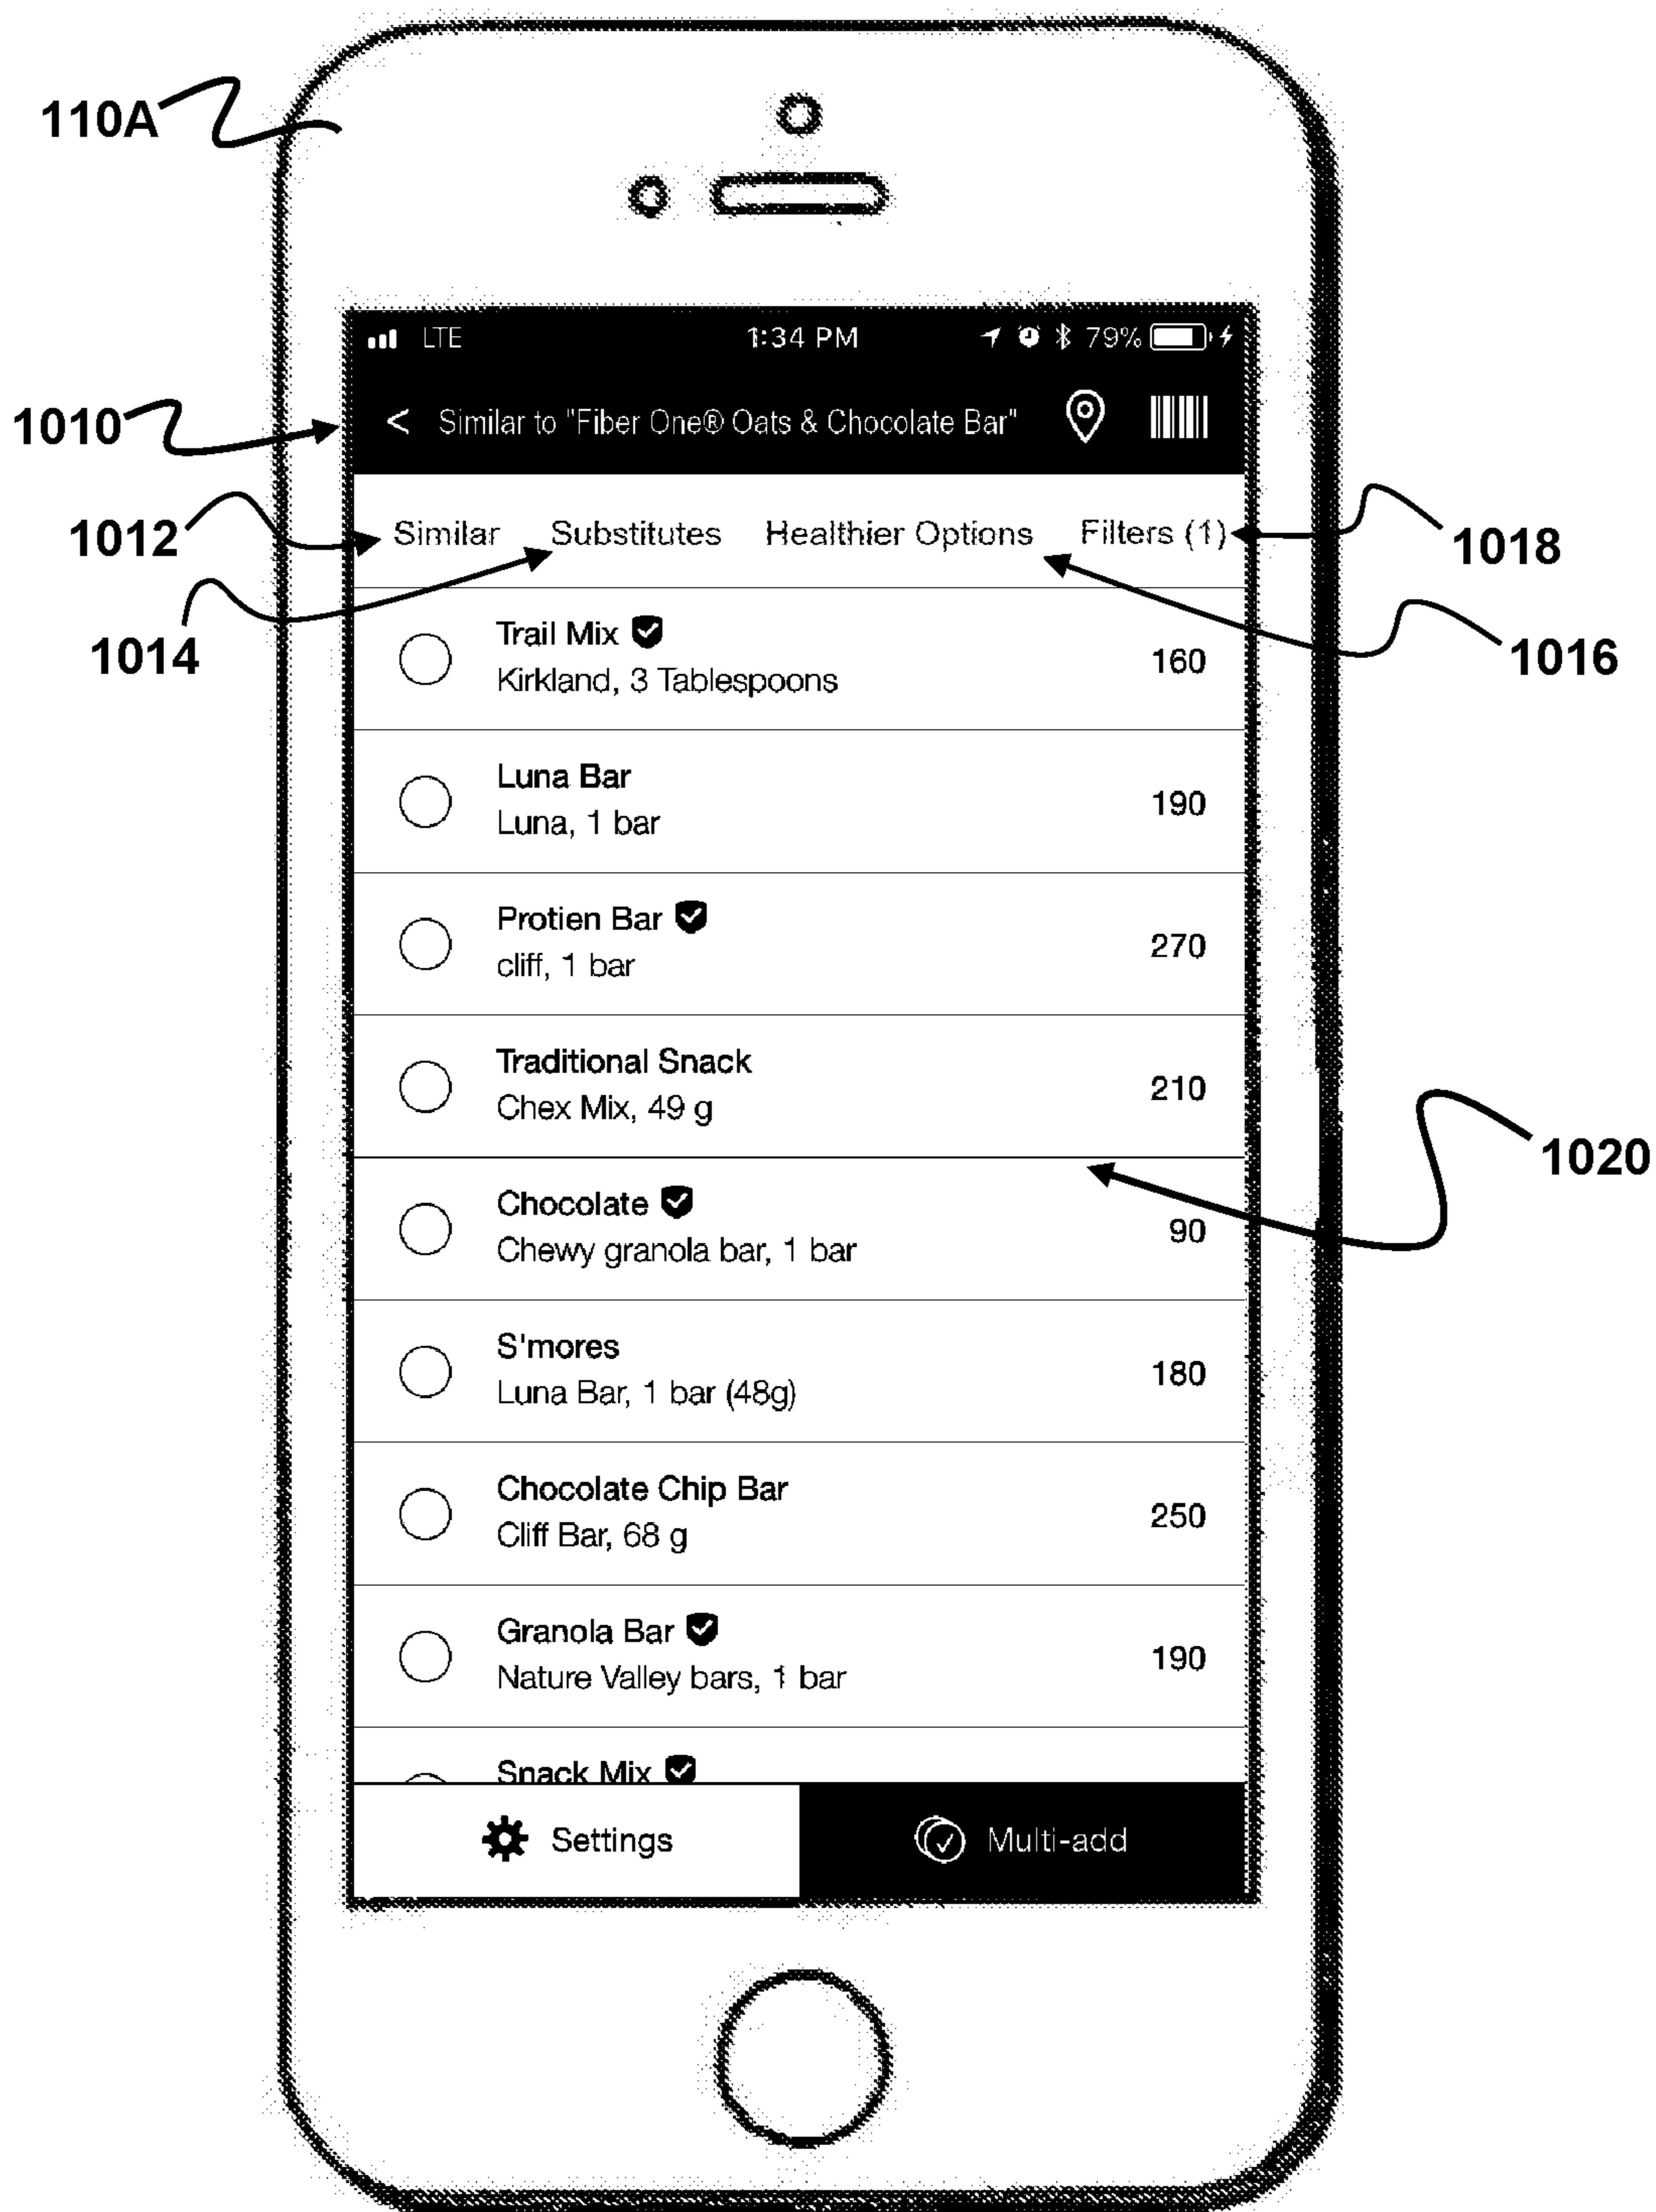 110A
LTE 1:34 PM 79%
1010
< Similar to "Fiber One® Oats & Chocolate Bar"
1012
Similar Substitutes Healthier Options Filters (1)
1018
1014
1016
Trail Mix
Kirkland, 3 Tablespoons
160
Luna Bar
Luna, 1 bar
190
Protien Bar
cliff, 1 bar
270
Traditional Snack
Chex Mix, 49 g
210
1020
Chocolate
Chewy granola bar, 1 bar
90
S'mores
Luna Bar, 1 bar (48g)
180
Chocolate Chip Bar
Cliff Bar, 68 g
250
Granola Bar
Nature Valley bars, 1 bar
190
Snack Mix
Settings Multi-add